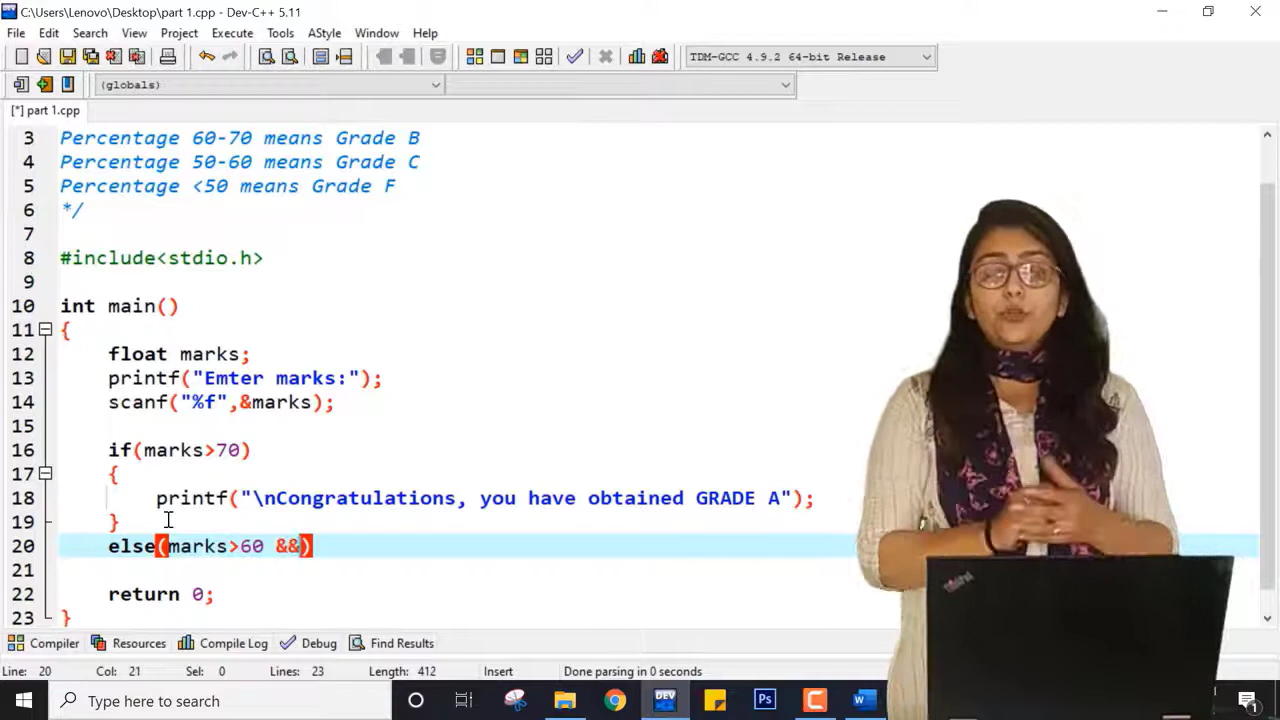 C:\Users\Lenovo\Desktop\part 1.cpp - Dev-C++ 5.11
File Edit Search View Project Execute Tools AStyle Window Help
TDM-GCC 4.9.2 64-bit Release
(globals)
[*] part 1.cpp
3 Percentage 60-70 means Grade B
4 Percentage 50-60 means Grade C
5 Percentage <50 means Grade F
6 */
7
8 #include<stdio.h>
9
10 int main()
11 {
12 float marks;
13 printf("Emter marks:");
14 scanf("%f",&marks);
15
16 if(marks>70)
17 {
18 printf("\nCongratulations, you have obtained GRADE A");
19 }
20 else(marks>60 &&)
21
22 return 0;
23 }
Compiler Resources Compile Log Debug Find Results
Line: 20 Col: 21 Sel: 0 Lines: 23 Length: 412 Insert Done parsing in 0 seconds
Type here to search
DEV
Ps
W
1
ThinkPad